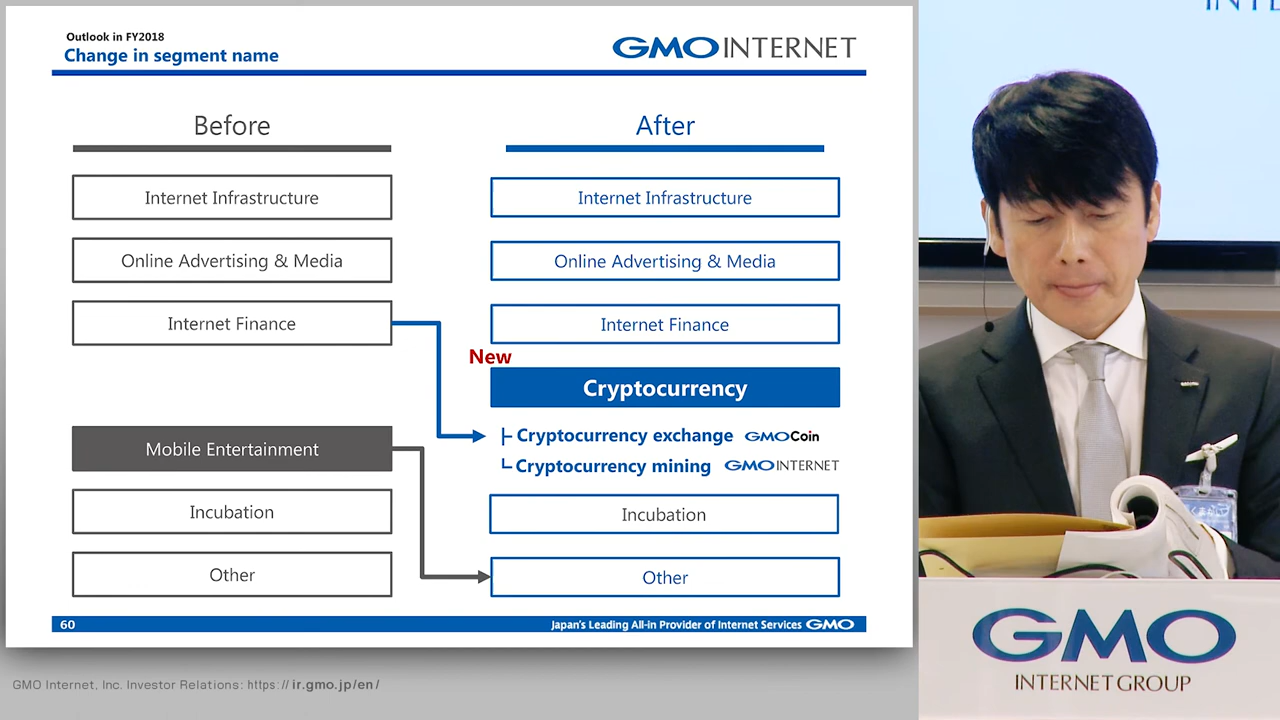 Outlook in FY2018
Change in segment name
GMO INTERNET
Before
Internet Infrastructure
Online Advertising & Media
Internet Finance
Mobile Entertainment
Incubation
Other
After
Internet Infrastructure
Online Advertising & Media
Internet Finance
New
Cryptocurrency
Cryptocurrency exchange GMOCoin
Cryptocurrency mining GMO INTERNET
Incubation
Other
60
Japan's Leading All-in Provider of Internet Services GMO
GMO Internet, Inc. Investor Relations: https://ir.gmo.jp/en/
GMO
INTERNET GROUP